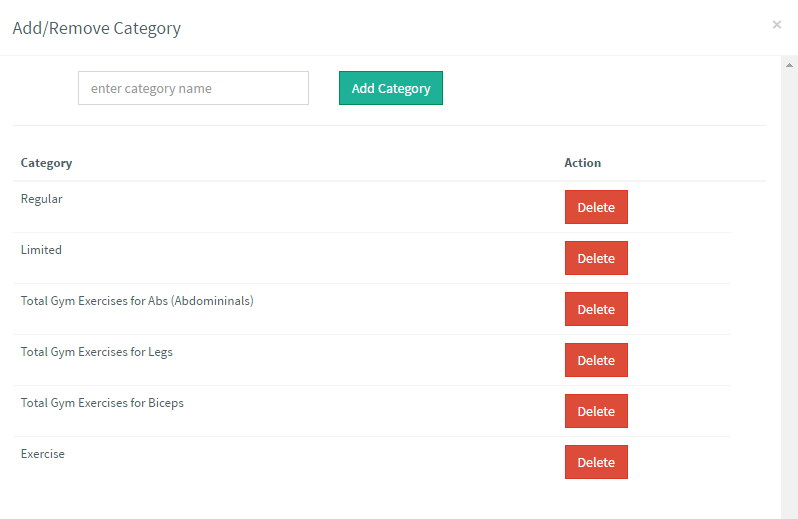 Add/Remove Category
×
enter category name
Add Category
Category Action
Regular Delete
Limited Delete
Total Gym Exercises for Abs (Abdomininals) Delete
Total Gym Exercises for Legs Delete
Total Gym Exercises for Biceps Delete
Exercise Delete